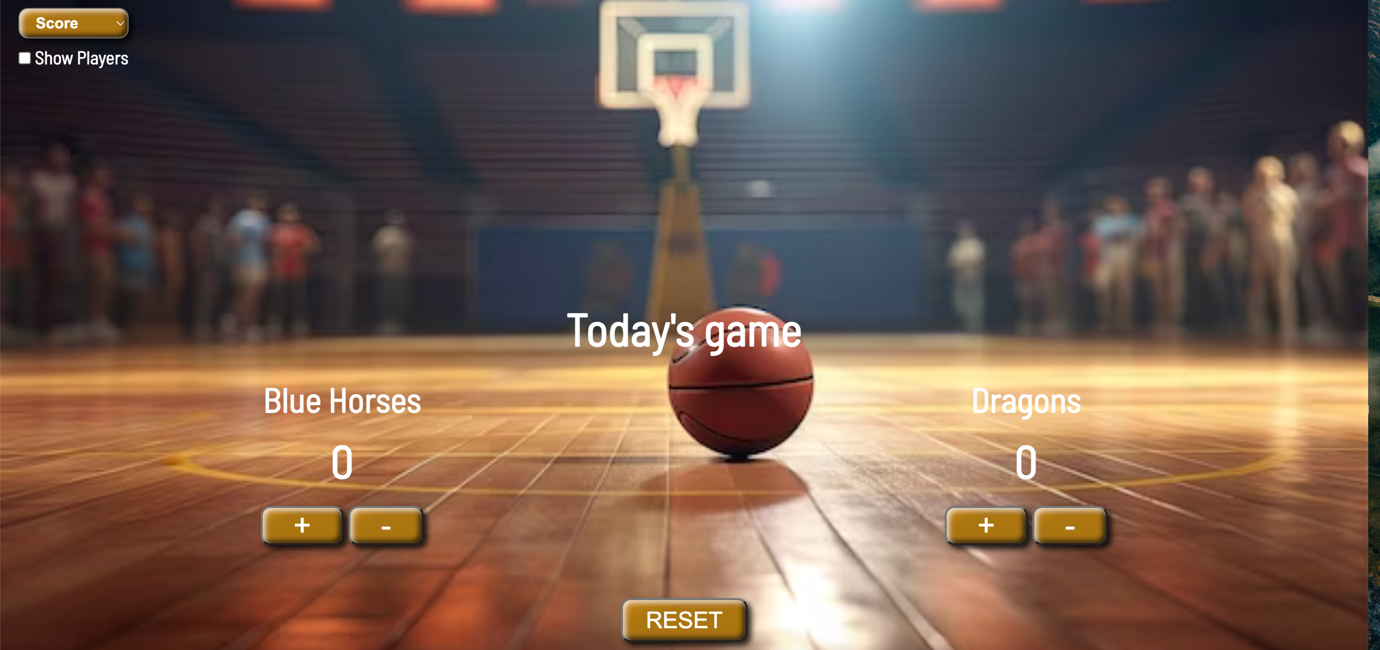 Score
Show Players
Today's game
Blue Horses
Dragons
0
0
+ -
+ -
RESET